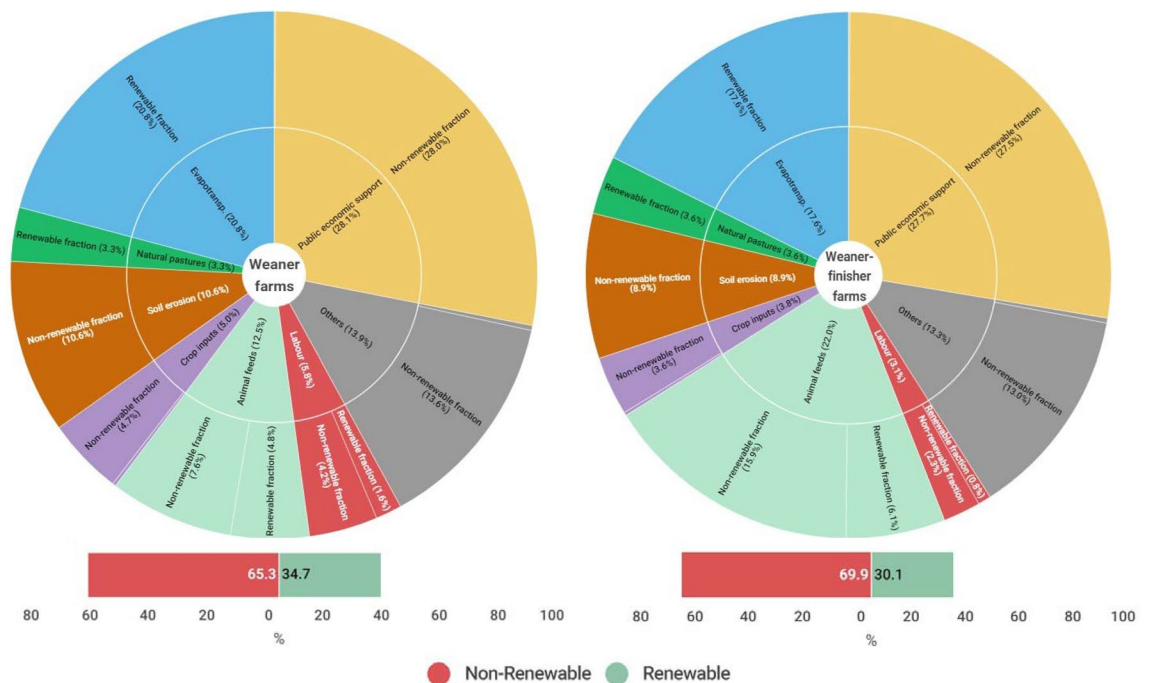 Renewable fraction
(20.8%)
Non-renewable fraction
(28.0%)
Evapotransp. (20.8%)
Public economic support
(28.1%)
Renewable fraction (3.3%)
Natural pastures (3.3%)
Weaner
farms
Non-renewable fraction
(10.6%)
Soil erosion (10.6%)
Crop inputs (5.0%)
Non-renewable fraction
(4.7%)
Animal feeds (12.5%)
Non-renewable fraction
(7.6%)
Renewable fraction (4.8%)
Labour (5.8%)
Non-renewable fraction
(4.2%)
Renewable fraction (1.6%)
Others (13.9%)
Non-renewable fraction
(13.6%)
Renewable fraction
(17.6%)
Non-renewable fraction
(27.5%)
Evapotransp. (17.6%)
Public economic support
(27.7%)
Renewable fraction (3.6%)
Natural pastures (3.6%)
Weaner-
finisher
farms
Non-renewable fraction
(8.9%)
Soil erosion (8.9%)
Crop inputs (3.8%)
Non-renewable fraction
(3.6%)
Animal feeds (22.0%)
Non-renewable fraction
(15.9%)
Renewable fraction (6.1%)
Labour (3.1%)
Non-renewable fraction
(2.3%)
Renewable fraction (0.8%)
Others (13.3%)
Non-renewable fraction
(13.0%)
65.3 34.7
80 60 40 20 0 20 40 60 80 100
%
69.9 30.1
80 60 40 20 0 20 40 60 80 100
%
Non-Renewable Renewable